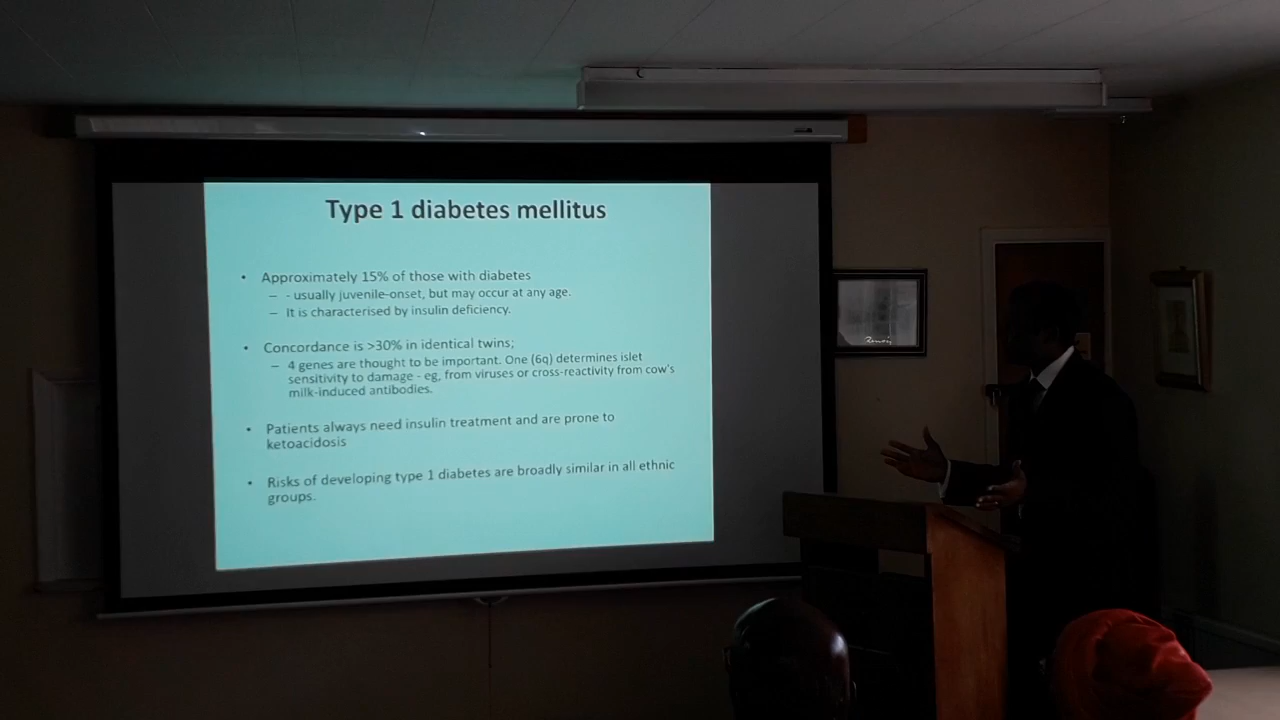 Type 1 diabetes mellitus
• Approximately 15% of those with diabetes
– - usually juvenile-onset, but may occur at any age.
– It is characterised by insulin deficiency.
• Concordance is >30% in identical twins;
– 4 genes are thought to be important. One (6q) determines islet
sensitivity to damage - eg, from viruses or cross-reactivity from cow's
milk-induced antibodies.
• Patients always need insulin treatment and are prone to
ketoacidosis
• Risks of developing type 1 diabetes are broadly similar in all ethnic
groups.
Renoir